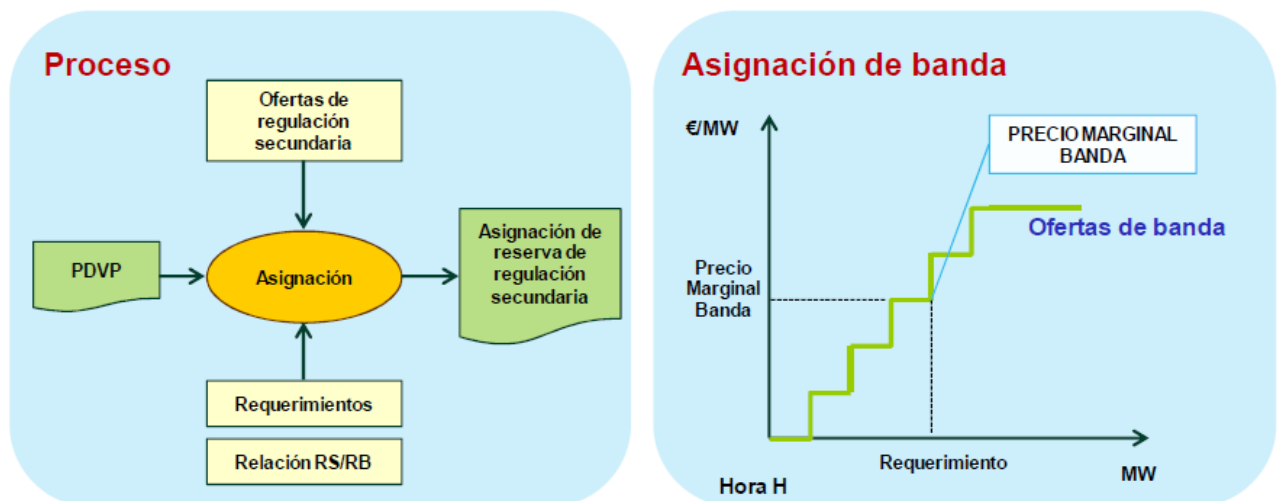 Proceso
Ofertas de
regulación
secundaria
PDVP
Asignación
Asignación de
reserva de
regulación
secundaria
Requerimientos
Relación RS/RB
Asignación de banda
€/MW
PRECIO MARGINAL
BANDA
Ofertas de banda
Precio
Marginal
Banda
Requerimiento
MW
Hora H